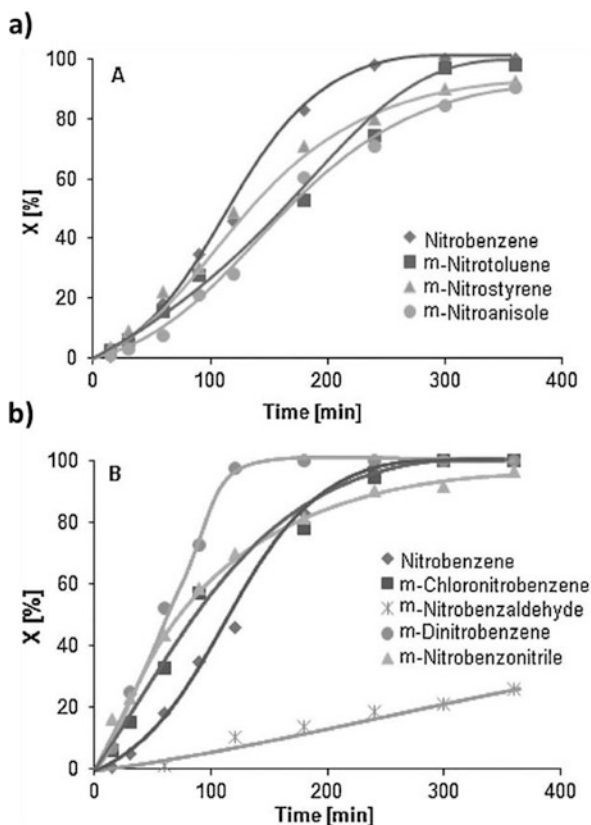 a)
A
X [%]
100
80
60
40
20
0
Nitrobenzene
m-Nitrotoluene
m-Nitrostyrene
m-Nitroanisole
0 100 200 300 400
Time [min]
b)
B
X [%]
100
80
60
40
20
0
Nitrobenzene
m-Chloronitrobenzene
m-Nitrobenzaldehyde
m-Dinitrobenzene
m-Nitrobenzonitrile
0 100 200 300 400
Time [min]